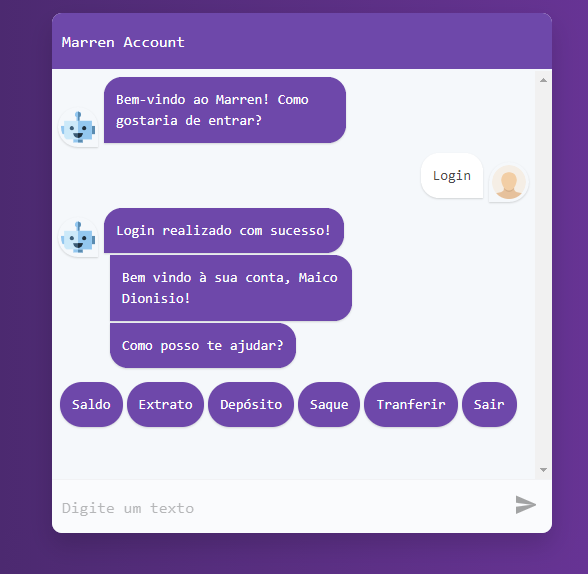 Marren Account
Bem-vindo ao Marren! Como
gostaria de entrar?
Login
Login realizado com sucesso!
Bem vindo à sua conta, Maico
Dionisio!
Como posso te ajudar?
Saldo Extrato Depósito Saque Tranferir Sair
Digite um texto